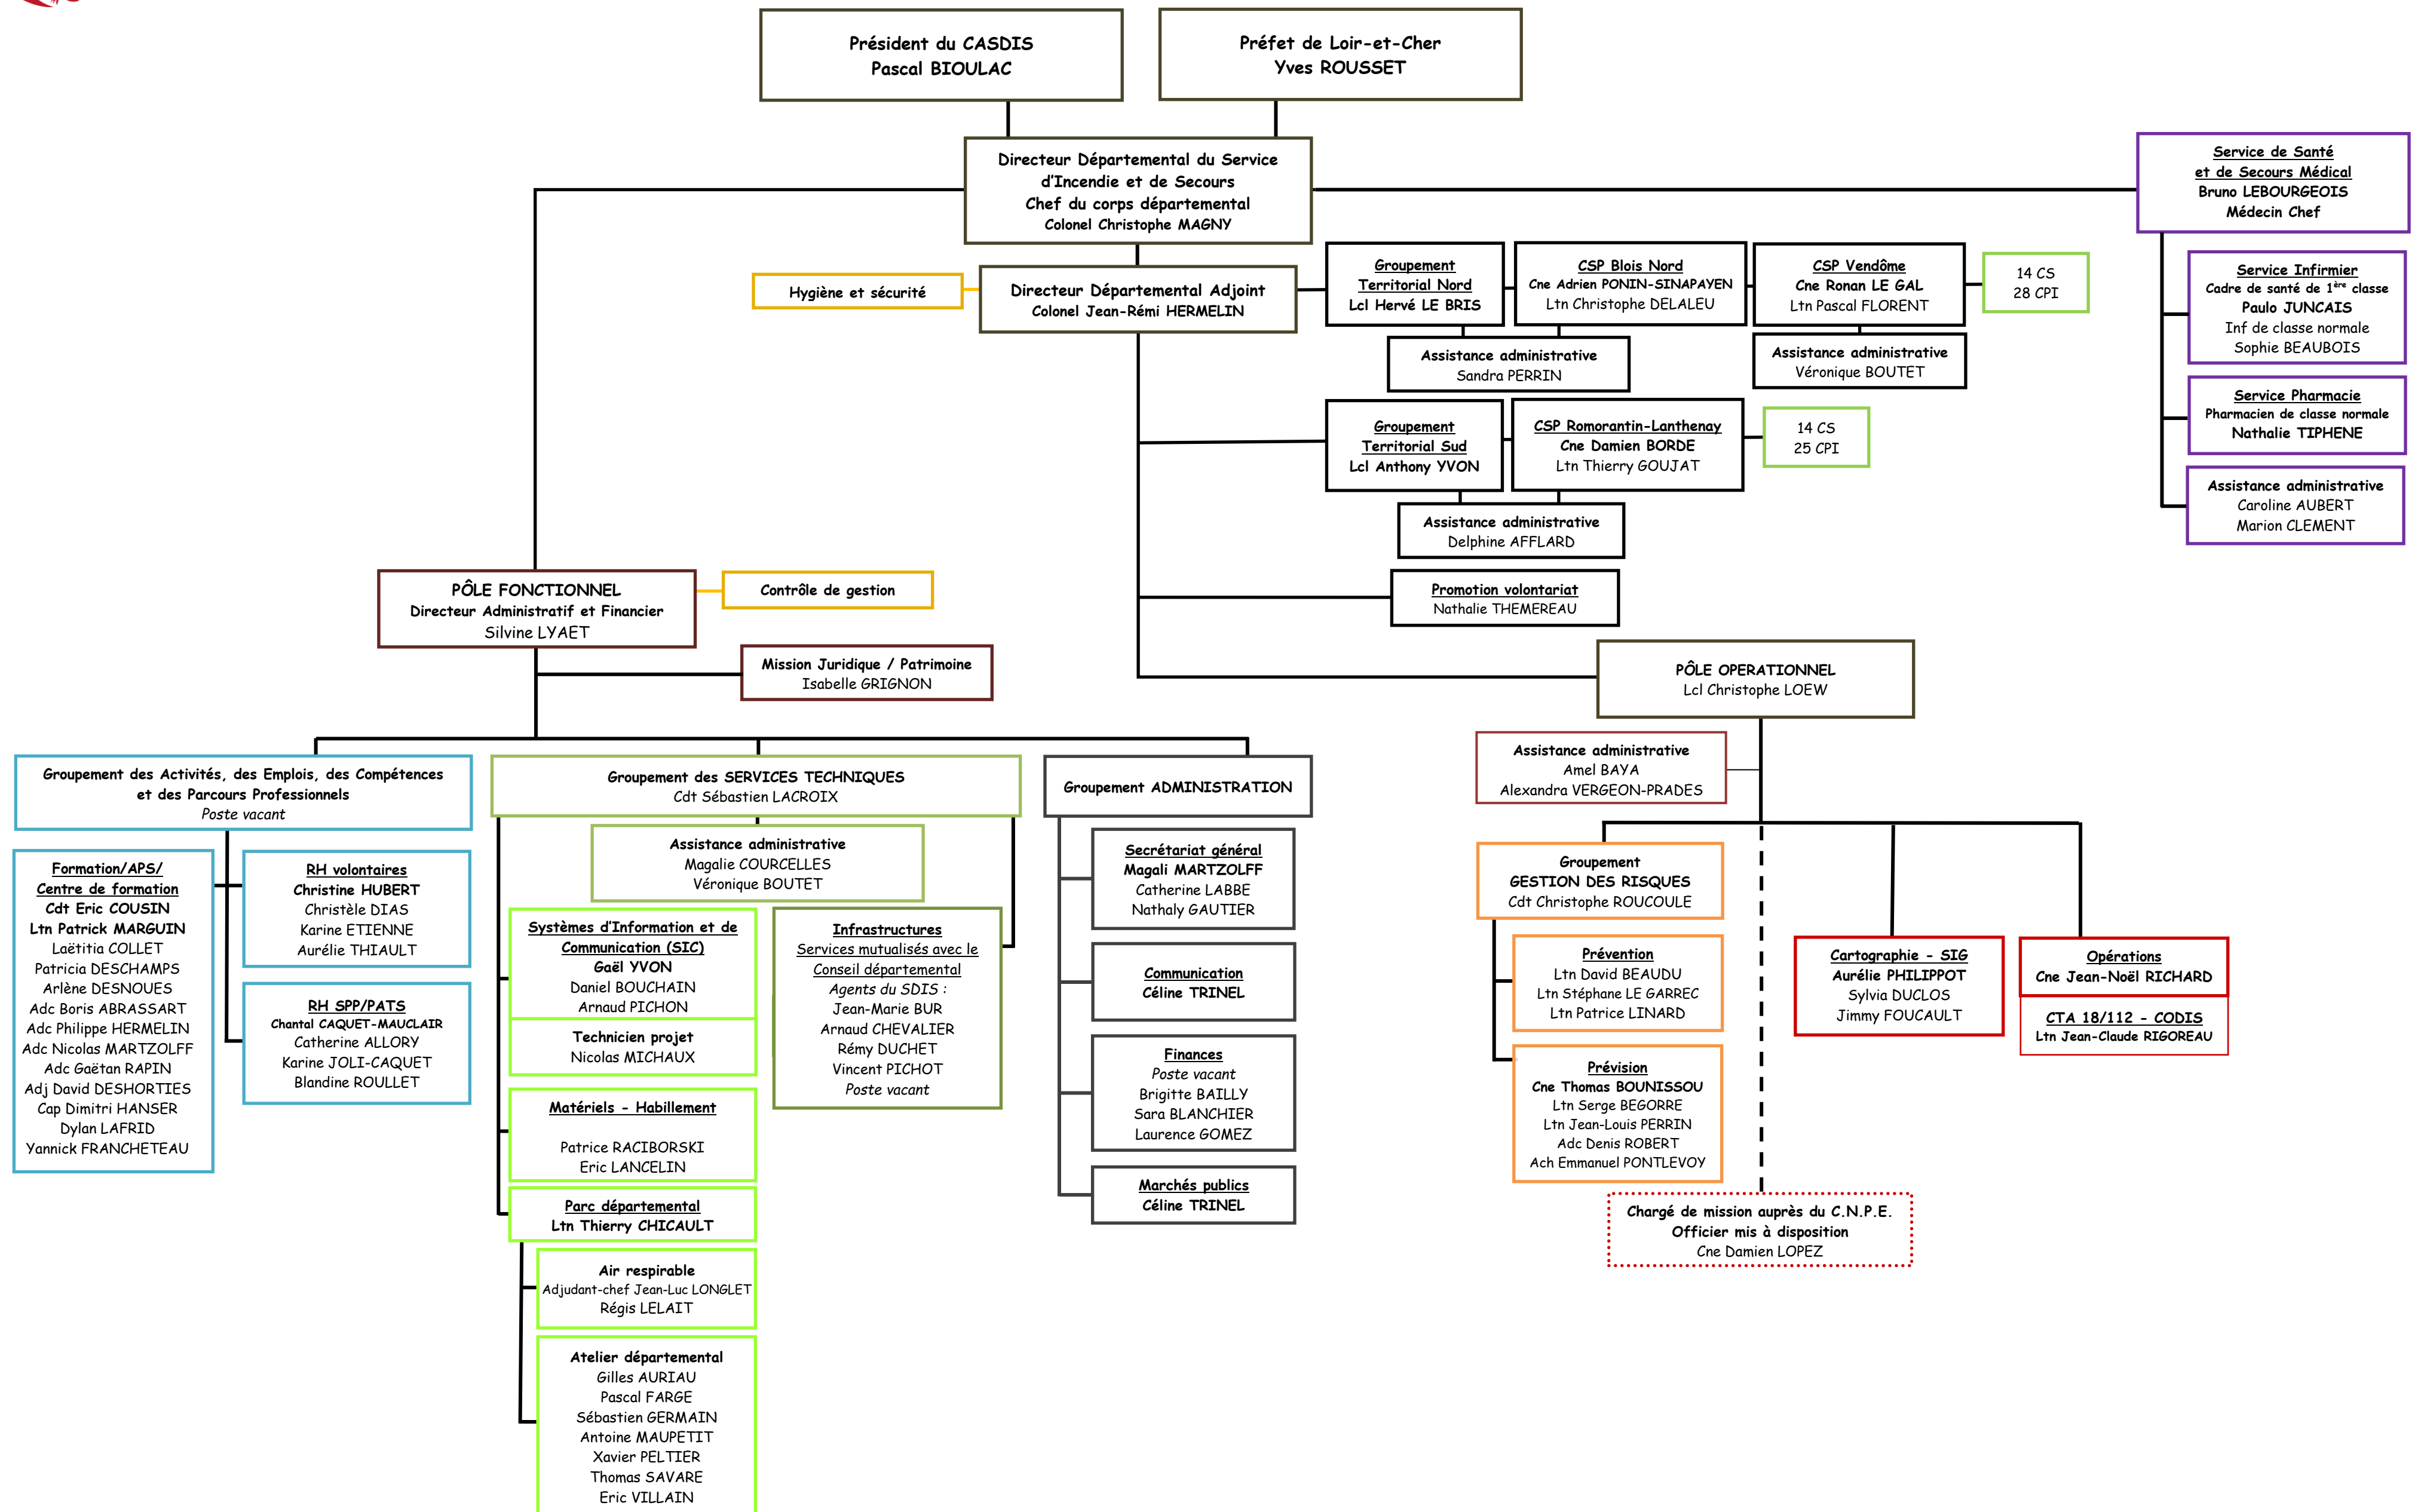 Président du CASDIS
Pascal BIOULAC
Préfet de Loir-et-Cher
Yves ROUSSET
Directeur Départemental du Service
d'Incendie et de Secours
Chef du corps départemental
Colonel Christophe MAGNY
Service de Santé
et de Secours Médical
Bruno LEBOURGEOIS
Médecin Chef
Hygiène et sécurité
Directeur Départemental Adjoint
Colonel Jean-Rémi HERMELIN
Groupement
Territorial Nord
Lcl Hervé LE BRIS
CSP Blois Nord
Cne Adrien PONIN-SINAPAYEN
Ltn Christophe DELALEU
CSP Vendôme
Cne Ronan LE GAL
Ltn Pascal FLORENT
14 CS
28 CPI
Assistance administrative
Sandra PERRIN
Assistance administrative
Véronique BOUTET
Service Infirmier
Cadre de santé de 1ère classe
Paulo JUNCAIS
Inf de classe normale
Sophie BEAUBOIS
Service Pharmacie
Pharmacien de classe normale
Nathalie TIPHENE
Assistance administrative
Caroline AUBERT
Marion CLEMENT
Groupement
Territorial Sud
Lcl Anthony YVON
CSP Romorantin-Lanthenay
Cne Damien BORDE
Ltn Thierry GOUJAT
14 CS
25 CPI
Assistance administrative
Delphine AFFLARD
Promotion volontariat
Nathalie THEMEREAU
PÔLE FONCTIONNEL
Directeur Administratif et Financier
Silvine LYAET
Contrôle de gestion
Mission Juridique / Patrimoine
Isabelle GRIGNON
PÔLE OPERATIONNEL
Lcl Christophe LOEW
Assistance administrative
Amel BAYA
Alexandra VERGEON-PRADES
Groupement des Activités, des Emplois, des Compétences
et des Parcours Professionnels
Poste vacant
Formation/APS/
Centre de formation
Cdt Eric COUSIN
Ltn Patrick MARGUIN
Laëtitia COLLET
Patricia DESCHAMPS
Arlène DESNOUES
Adc Boris ABRASSART
Adc Philippe HERMELIN
Adc Nicolas MARTZOLFF
Adc Gaëtan RAPIN
Adj David DESHORTIES
Cap Dimitri HANSER
Dylan LAFRID
Yannick FRANCHETEAU
RH volontaires
Christine HUBERT
Christèle DIAS
Karine ETIENNE
Aurélie THIAULT
RH SPP/PATS
Chantal CAQUET-MAUCLAIR
Catherine ALLORY
Karine JOLI-CAQUET
Blandine ROULLET
Groupement des SERVICES TECHNIQUES
Cdt Sébastien LACROIX
Assistance administrative
Magalie COURCELLES
Véronique BOUTET
Systèmes d'Information et de
Communication (SIC)
Gaël YVON
Daniel BOUCHAIN
Arnaud PICHON
Technicien projet
Nicolas MICHAUX
Matériels - Habillement
Patrice RACIBORSKI
Eric LANCELIN
Parc départemental
Ltn Thierry CHICAULT
Air respirable
Adjudant-chef Jean-Luc LONGLET
Régis LELAIT
Atelier départemental
Gilles AURIAU
Pascal FARGE
Sébastien GERMAIN
Antoine MAUPETIT
Xavier PELTIER
Thomas SAVARE
Eric VILLAIN
Infrastructures
Services mutualisés avec le
Conseil départemental
Agents du SDIS :
Jean-Marie BUR
Arnaud CHEVALIER
Rémy DUCHET
Vincent PICHOT
Poste vacant
Groupement ADMINISTRATION
Secrétariat général
Magali MARTZOLFF
Catherine LABBE
Nathaly GAUTIER
Communication
Céline TRINEL
Finances
Poste vacant
Brigitte BAILLY
Sara BLANCHIER
Laurence GOMEZ
Marchés publics
Céline TRINEL
Groupement
GESTION DES RISQUES
Cdt Christophe ROUCOULE
Prévention
Ltn David BEAUDU
Ltn Stéphane LE GARREC
Ltn Patrice LINARD
Prévision
Cne Thomas BOUNISSOU
Ltn Serge BEGORRE
Ltn Jean-Louis PERRIN
Adc Denis ROBERT
Ach Emmanuel PONTLEVOY
Cartographie - SIG
Aurélie PHILIPPOT
Sylvia DUCLOS
Jimmy FOUCAULT
Opérations
Cne Jean-Noël RICHARD
CTA 18/112 - CODIS
Ltn Jean-Claude RIGOREAU
Chargé de mission auprès du C.N.P.E.
Officier mis à disposition
Cne Damien LOPEZ